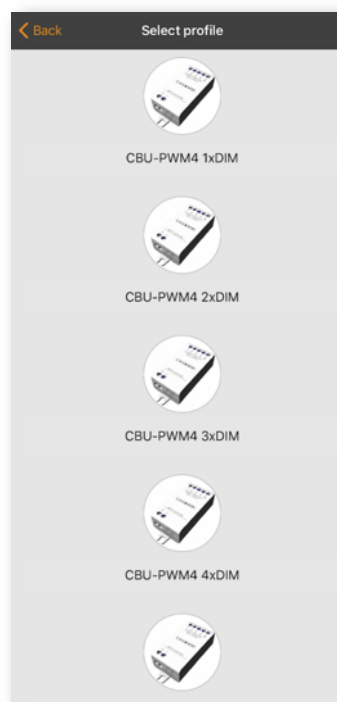 Back
Select profile
CBU-PWM4 1xDIM
CBU-PWM4 2xDIM
CBU-PWM4 3xDIM
CBU-PWM4 4xDIM